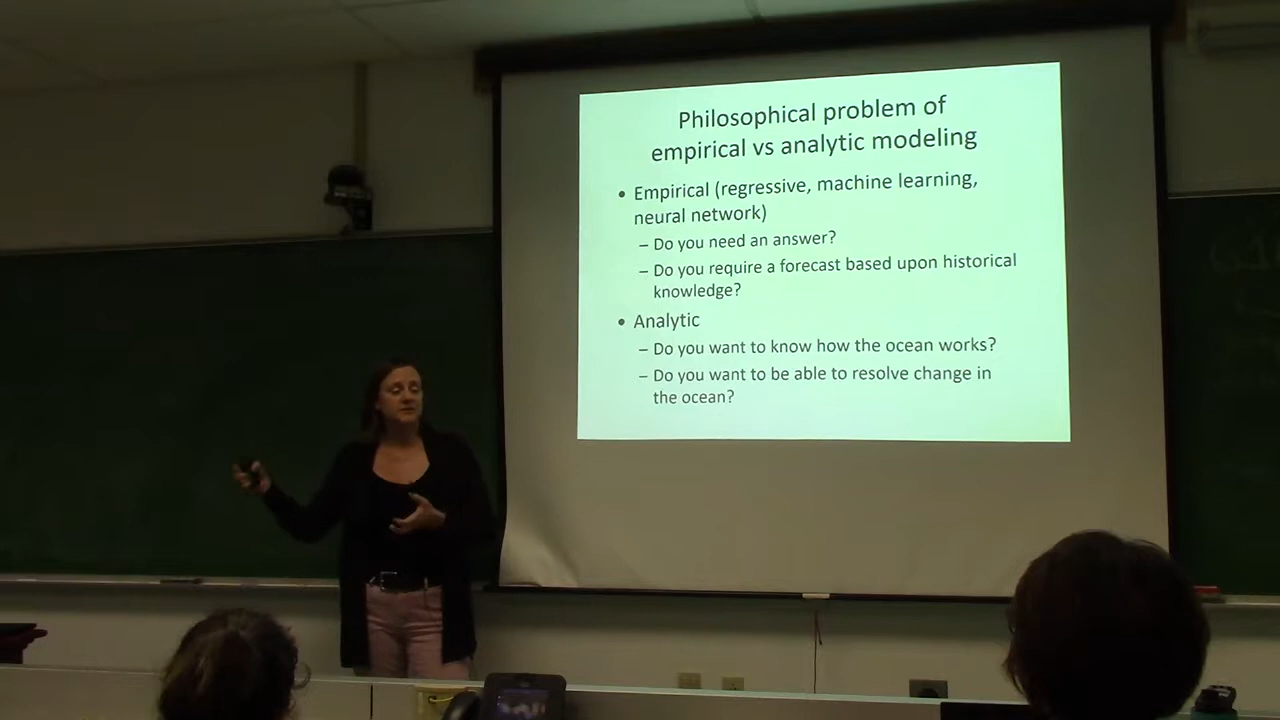 Philosophical problem of
empirical vs analytic modeling
• Empirical (regressive, machine learning,
neural network)
– Do you need an answer?
– Do you require a forecast based upon historical
knowledge?
• Analytic
– Do you want to know how the ocean works?
– Do you want to be able to resolve change in
the ocean?